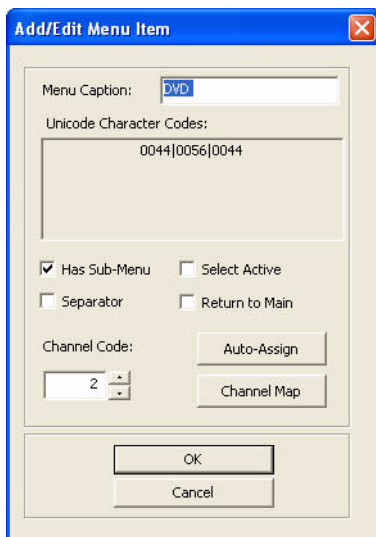 Add/Edit Menu Item
Menu Caption: DVD
Unicode Character Codes:
0044|0056|0044
Has Sub-Menu Select Active
Separator Return to Main
Channel Code: Auto-Assign
2 Channel Map
OK
Cancel